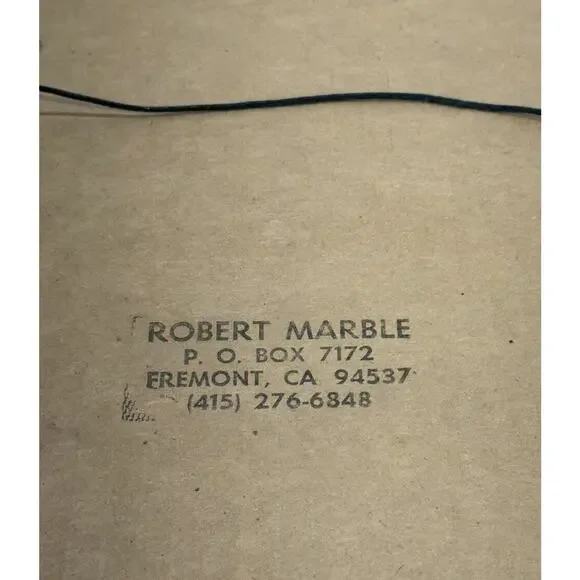 ROBERT MARBLE
P. O. BOX 7172
FREMONT, CA 94537
(415) 276-6848